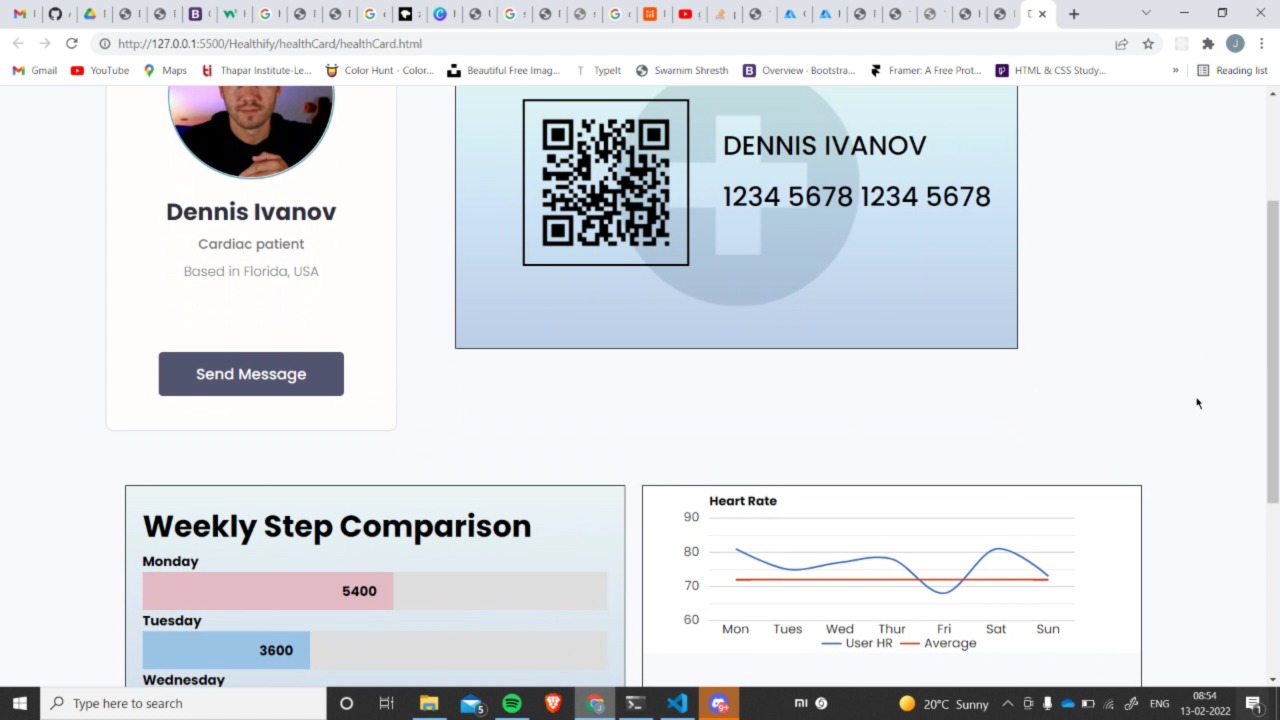 http://127.0.0.1:5500/Healthify/healthCard/healthCard.html
Gmail YouTube Maps Thapar Institute-Le... Color Hunt - Color... Beautiful Free Imag... TypeIt Swarnim Shresth Overview · Bootstra... Framer: A Free Prot... HTML & CSS Study... » Reading list
DENNIS IVANOV
1234 5678 1234 5678
Dennis Ivanov
Cardiac patient
Based in Florida, USA
Send Message
Weekly Step Comparison
Monday
5400
Tuesday
3600
Wednesday
Heart Rate
90
80
70
60
Mon Tues Wed Thur Fri Sat Sun
User HR Average
Type here to search
20°C Sunny
ENG
08:54
13-02-2022